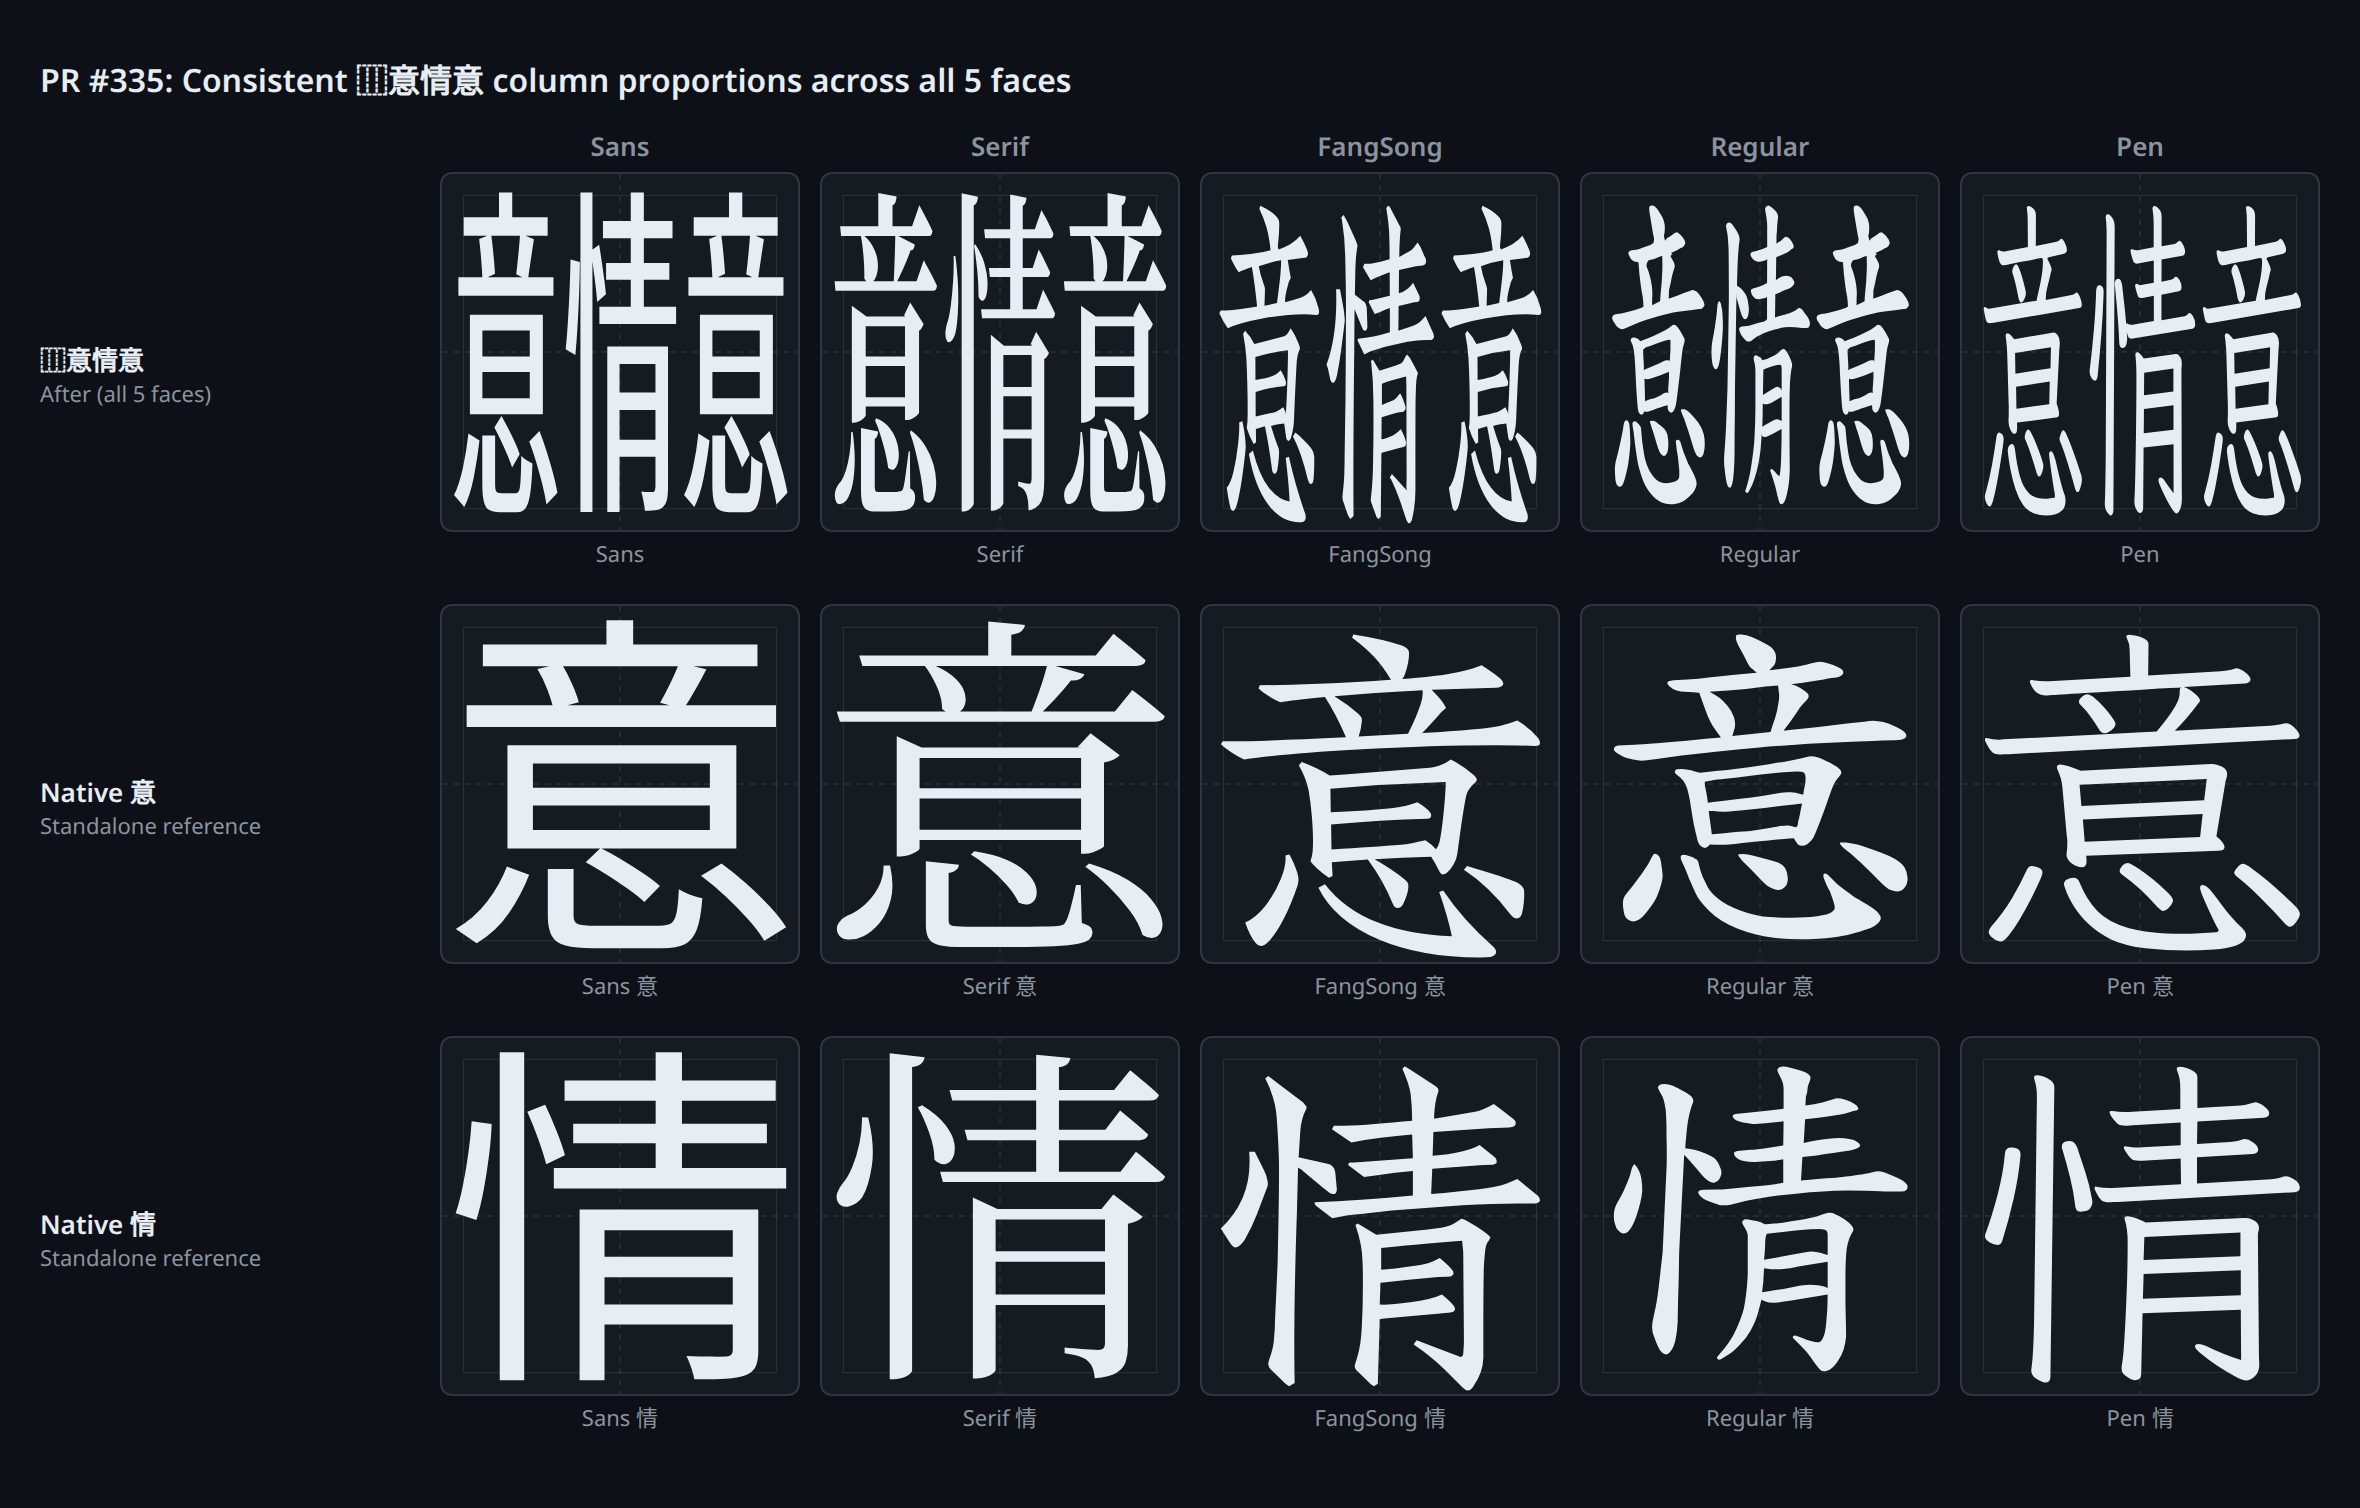 PR #335: Consistent ⿲意情意 column proportions across all 5 faces
Sans Serif FangSong Regular Pen
⿲意情意
After (all 5 faces)
意情意 意情意 意情意 意情意 意情意
Sans Serif FangSong Regular Pen
Native 意
Standalone reference
意 意 意 意 意
Sans 意 Serif 意 FangSong 意 Regular 意 Pen 意
Native 情
Standalone reference
情 情 情 情 情
Sans 情 Serif 情 FangSong 情 Regular 情 Pen 情